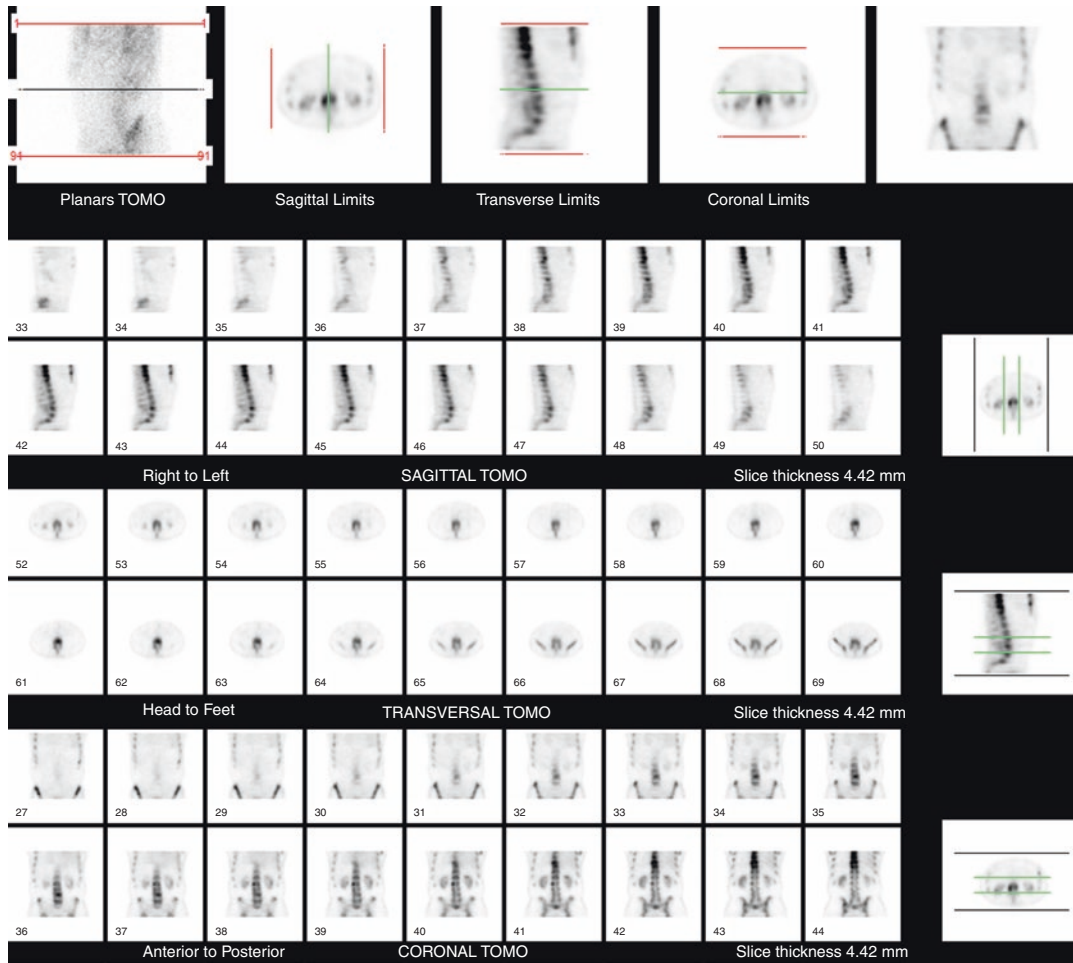 1 1
91 91
Planars TOMO Sagittal Limits Transverse Limits Coronal Limits
33 34 35 36 37 38 39 40 41
42 43 44 45 46 47 48 49 50
Right to Left SAGITTAL TOMO Slice thickness 4.42 mm
52 53 54 55 56 57 58 59 60
61 62 63 64 65 66 67 68 69
Head to Feet TRANSVERSAL TOMO Slice thickness 4.42 mm
27 28 29 30 31 32 33 34 35
36 37 38 39 40 41 42 43 44
Anterior to Posterior CORONAL TOMO Slice thickness 4.42 mm